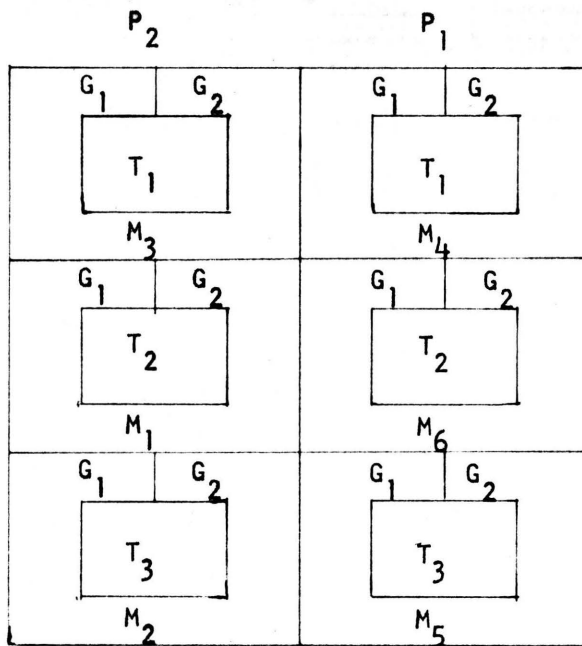 P2 P1
G1 G2 G1 G2
T1 T1
M3 M4
G1 G2 G1 G2
T2 T2
M1 M6
G1 G2 G1 G2
T3 T3
M2 M5